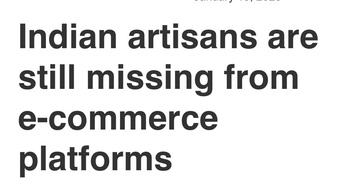 Indian artisans are
still missing from
e-commerce
platforms